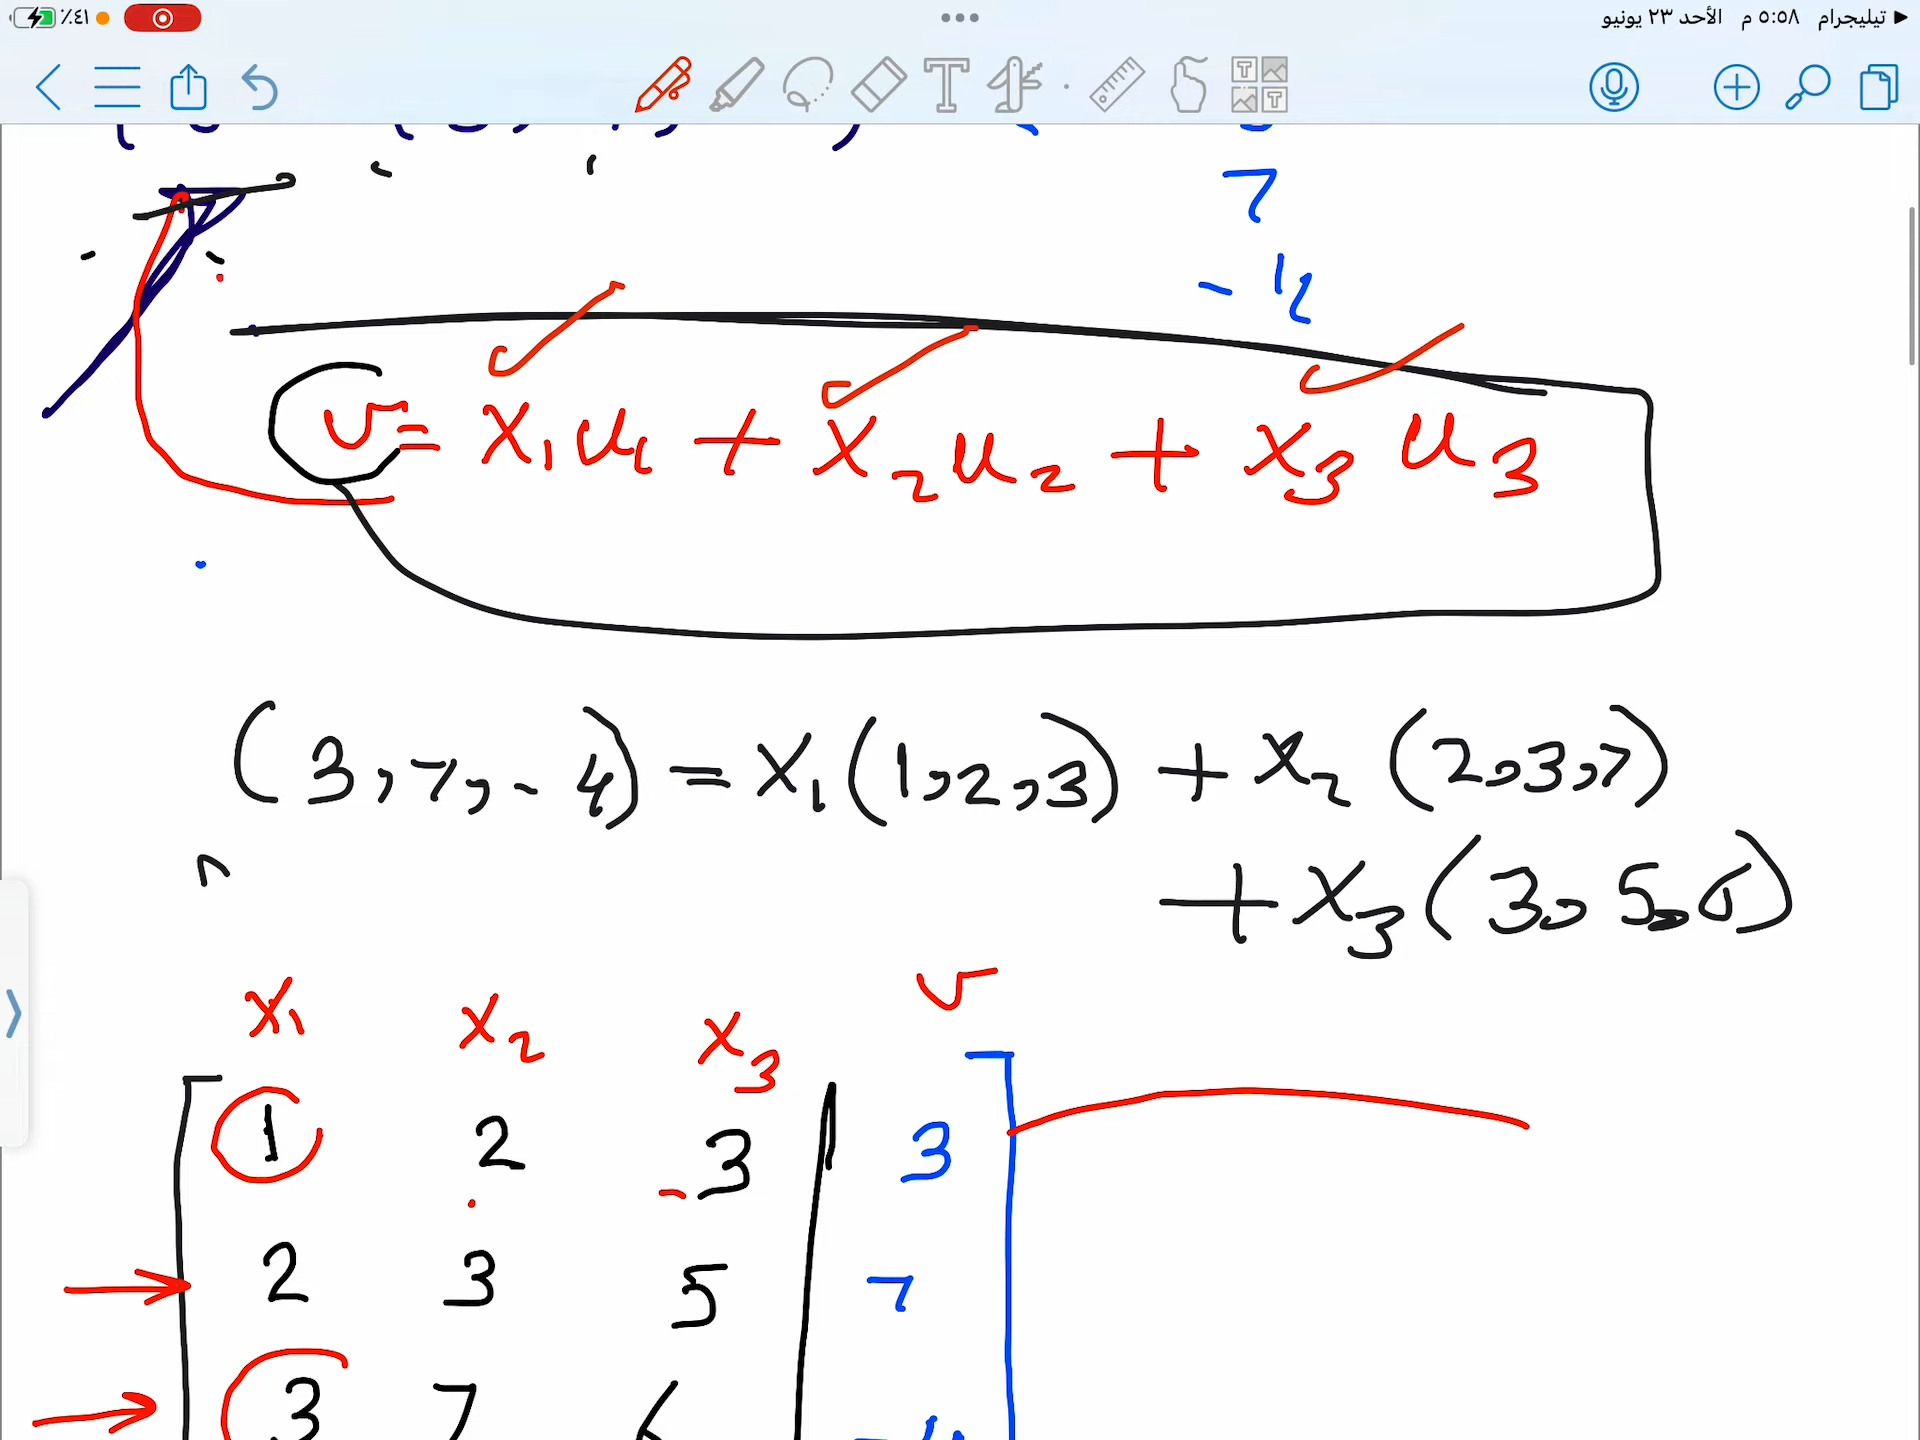 ٪٤١
◀ تيليجرام ٥:٥٨ م الأحد ٢٣ يونيو
7
-4
v = x₁u₁ + x₂u₂ + x₃u₃
(3, 7, -4) = x₁(1, 2, 3) + x₂(2, 3, 7)
+ x₃(3, 5, 6)
x₁ x₂ x₃ v
1 2 3 3
2 3 5 7
3 7 6 -4